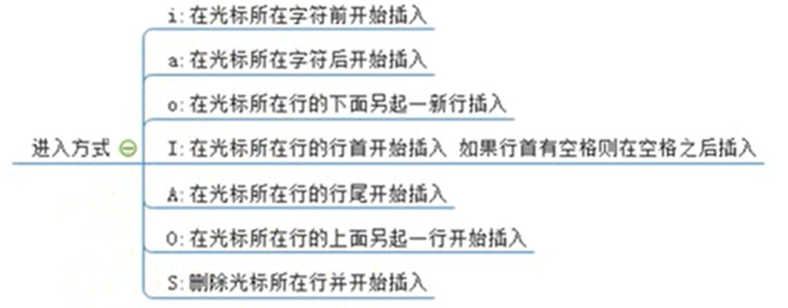 i: 在光标所在字符前开始插入
a: 在光标所在字符后开始插入
o: 在光标所在行的下面另起一新行插入
进入方式
I: 在光标所在行的行首开始插入 如果行首有空格则在空格之后插入
A: 在光标所在行的行尾开始插入
O: 在光标所在行的上面另起一行开始插入
S: 删除光标所在行并开始插入